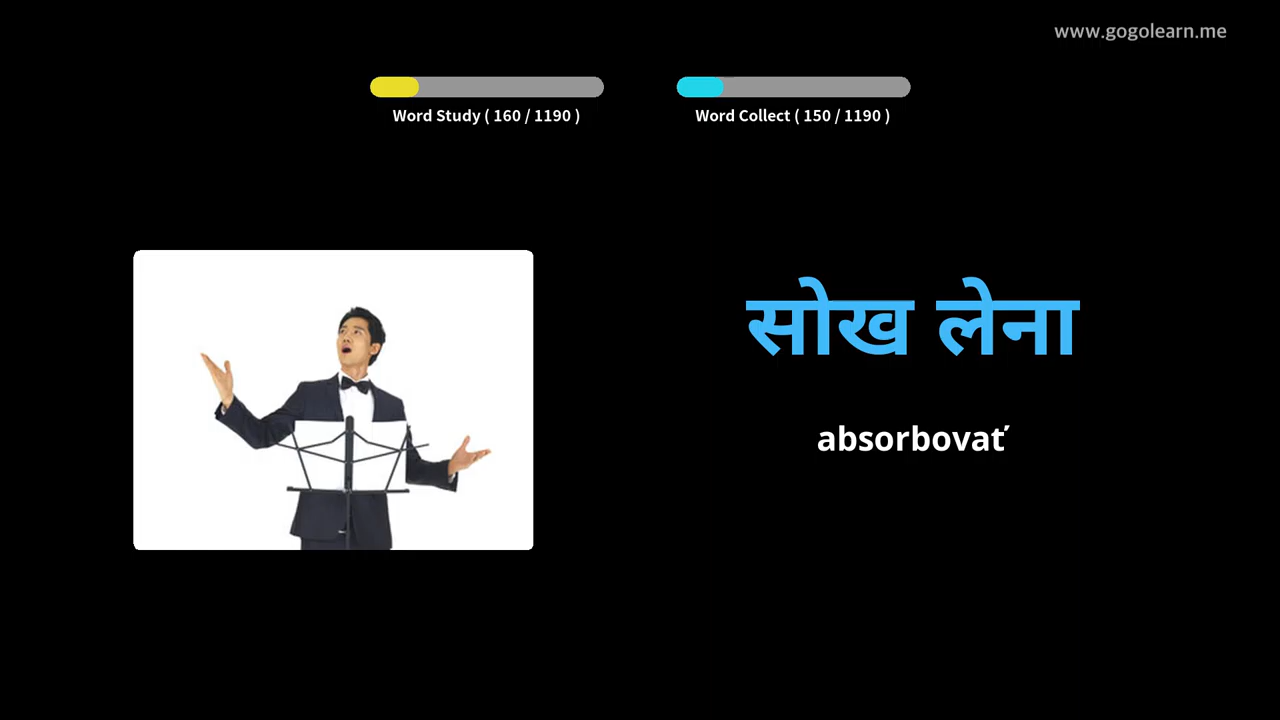 www.gogolearn.me
Word Study ( 160 / 1190 )
Word Collect ( 150 / 1190 )
सोख लेना
absorbovať